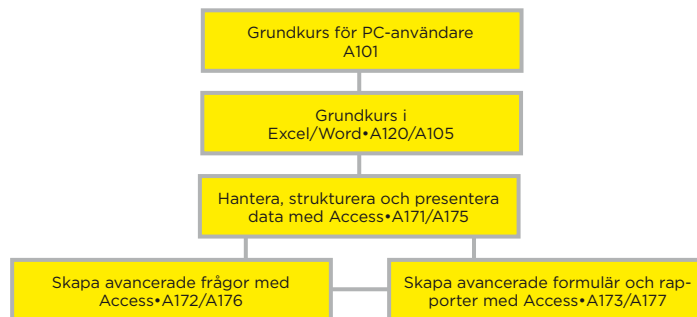 Grundkurs för PC-användare
A101
Grundkurs i
Excel/Word•A120/A105
Hantera, strukturera och presentera
data med Access•A171/A175
Skapa avancerade frågor med
Access•A172/A176
Skapa avancerade formulär och rap-
porter med Access•A173/A177